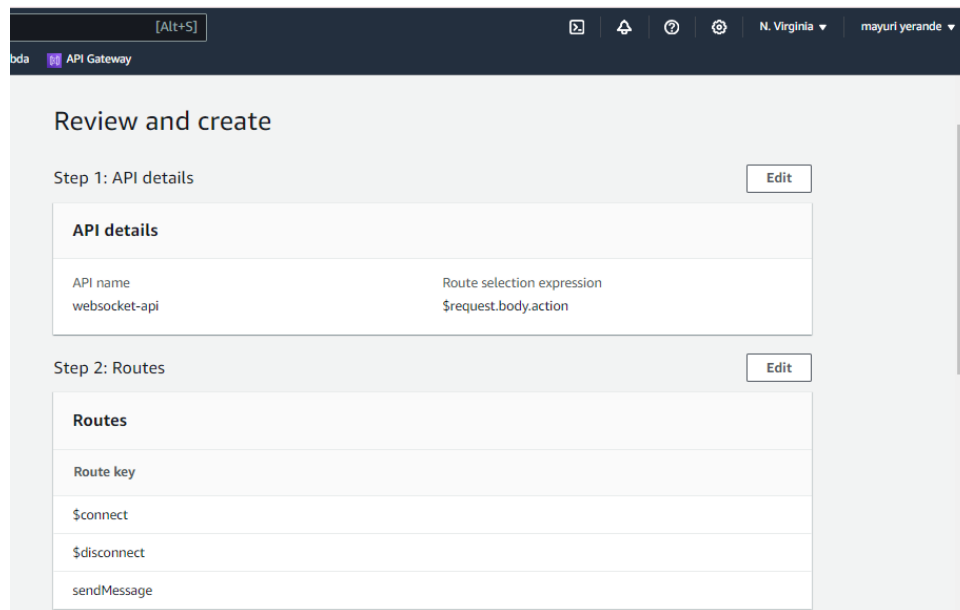 [Alt+S] N. Virginia mayuri yerande
bda API Gateway
Review and create
Step 1: API details Edit
API details
API name Route selection expression
websocket-api $request.body.action
Step 2: Routes Edit
Routes
Route key
$connect
$disconnect
sendMessage